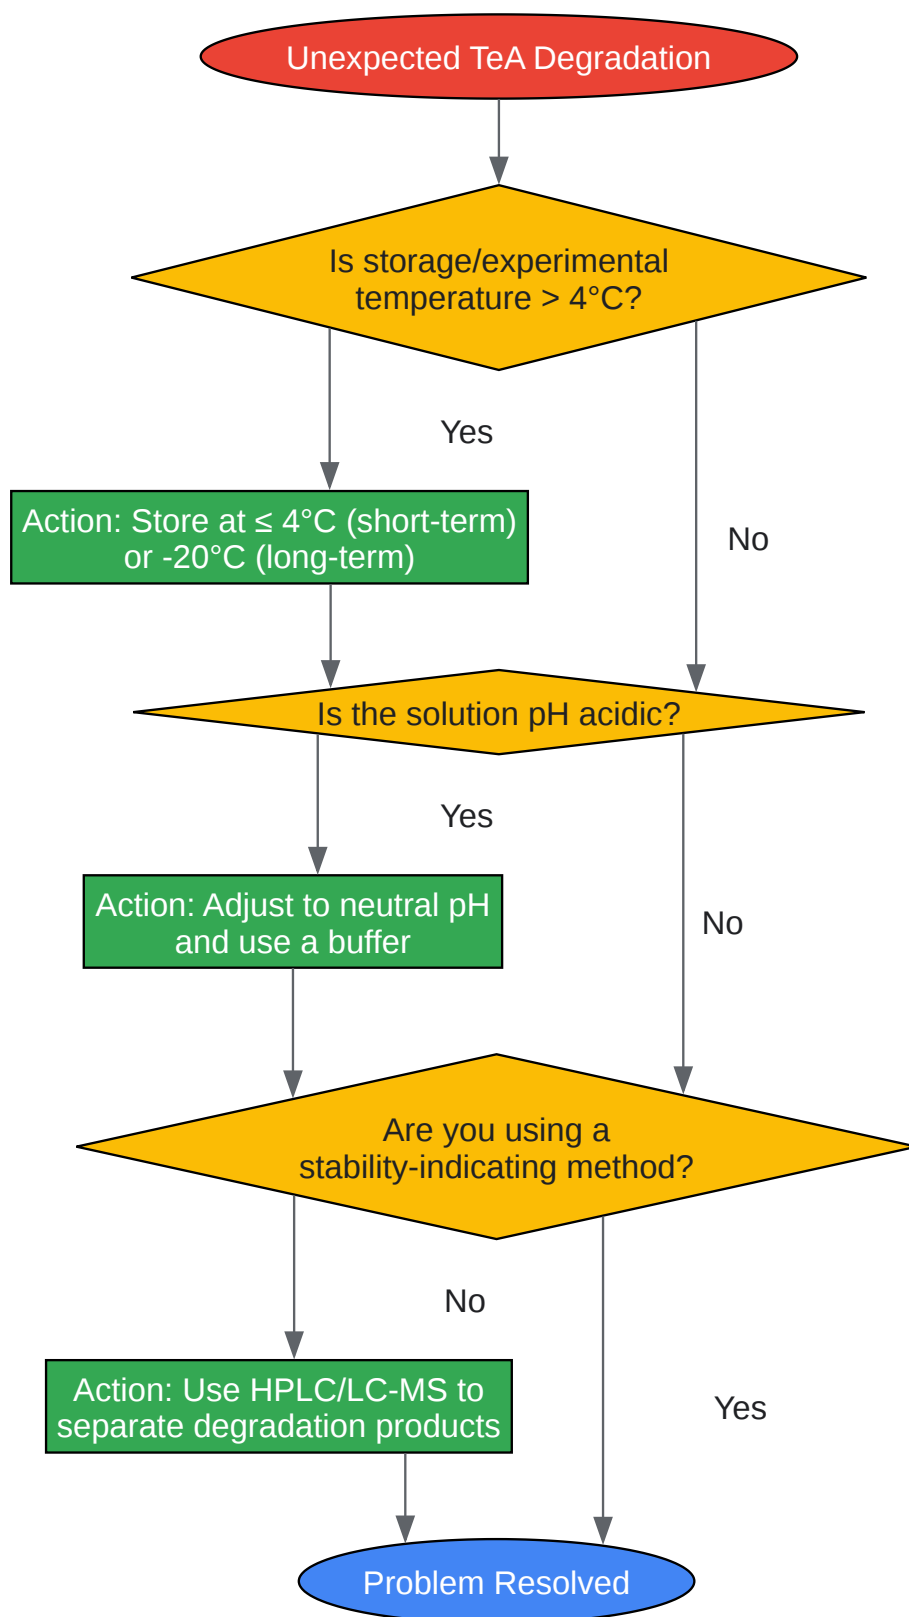 Unexpected TeA Degradation
Is storage/experimental
temperature > 4°C?
Yes
Action: Store at ≤ 4°C (short-term)
or -20°C (long-term)
No
Is the solution pH acidic?
Yes
Action: Adjust to neutral pH
and use a buffer
No
Are you using a
stability-indicating method?
No
Action: Use HPLC/LC-MS to
separate degradation products
Yes
Problem Resolved